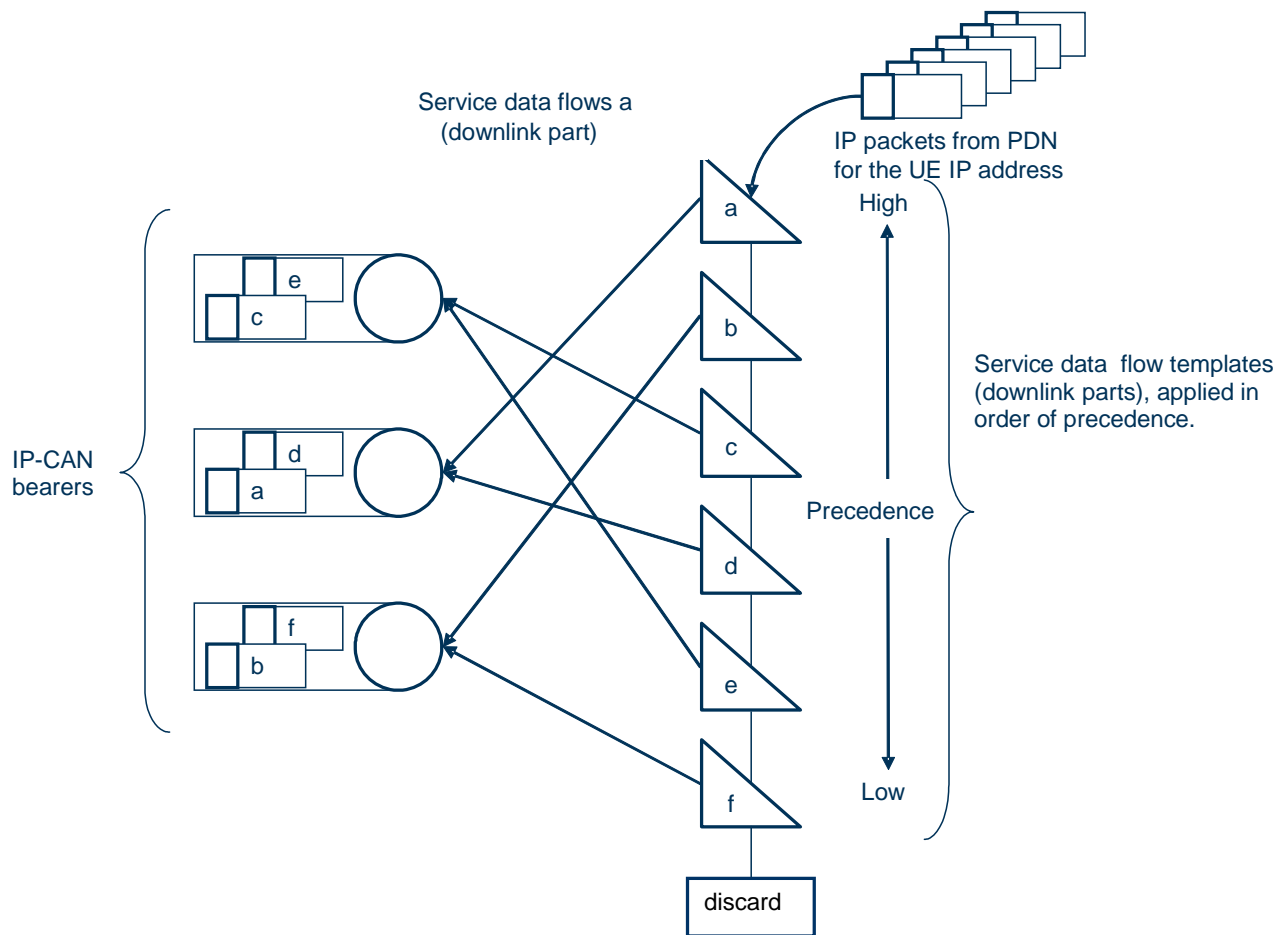 Service data flows a
(downlink part)
IP packets from PDN
for the UE IP address
High
a
e
c
b
Service data flow templates
(downlink parts), applied in
order of precedence.
c
IP-CAN
bearers
d
a
Precedence
d
f
b
e
Low
f
discard